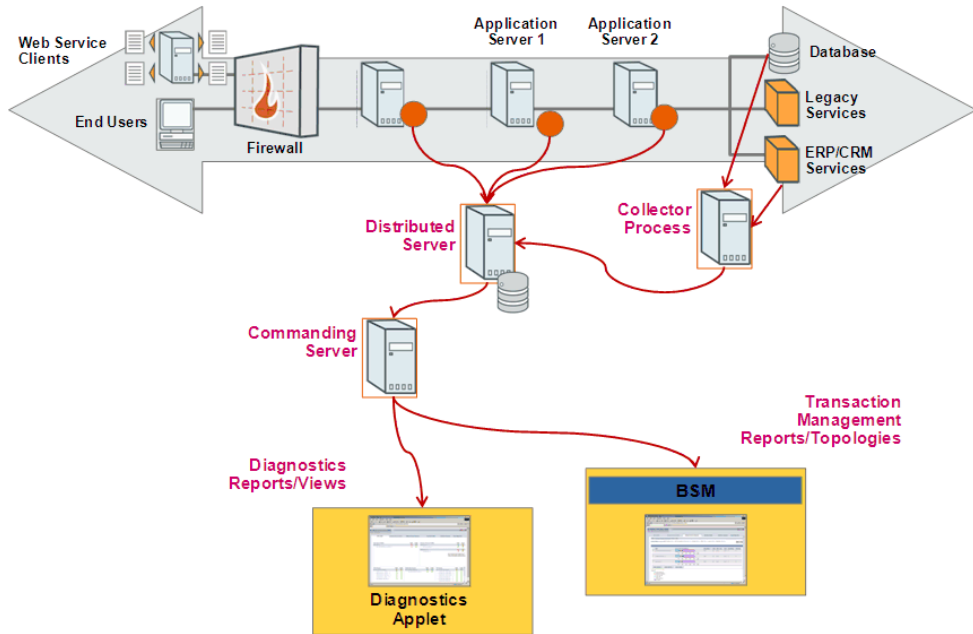 Web Service
Clients
Application
Server 1
Application
Server 2
Database
End Users
Firewall
Legacy
Services
ERP/CRM
Services
Distributed
Server
Collector
Process
Commanding
Server
Transaction
Management
Reports/Topologies
Diagnostics
Reports/Views
BSM
Diagnostics
Applet